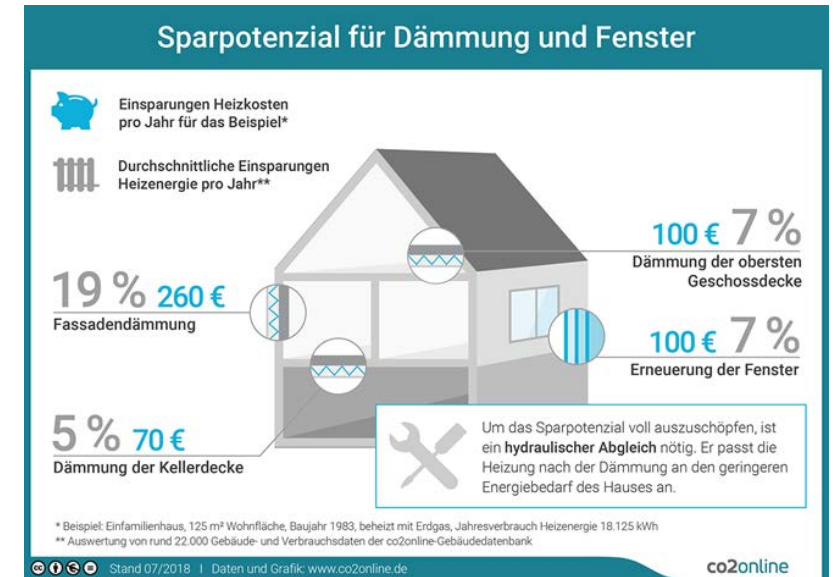 Sparpotenzial für Dämmung und Fenster
Einsparungen Heizkosten
pro Jahr für das Beispiel*
Durchschnittliche Einsparungen
Heizenergie pro Jahr**
100 € 7 %
Dämmung der obersten
Geschossdecke
19 % 260 €
Fassadendämmung
100 € 7 %
Erneuerung der Fenster
5 % 70 €
Dämmung der Kellerdecke
Um das Sparpotenzial voll auszuschöpfen, ist
ein hydraulischer Abgleich nötig. Er passt die
Heizung nach der Dämmung an den geringeren
Energiebedarf des Hauses an.
* Beispiel: Einfamilienhaus, 125 m² Wohnfläche, Baujahr 1983, beheizt mit Erdgas, Jahresverbrauch Heizenergie 18.125 kWh
** Auswertung von rund 22.000 Gebäude- und Verbrauchsdaten der co2online-Gebäudedatenbank
Stand 07/2018 | Daten und Grafik: www.co2online.de
co2online